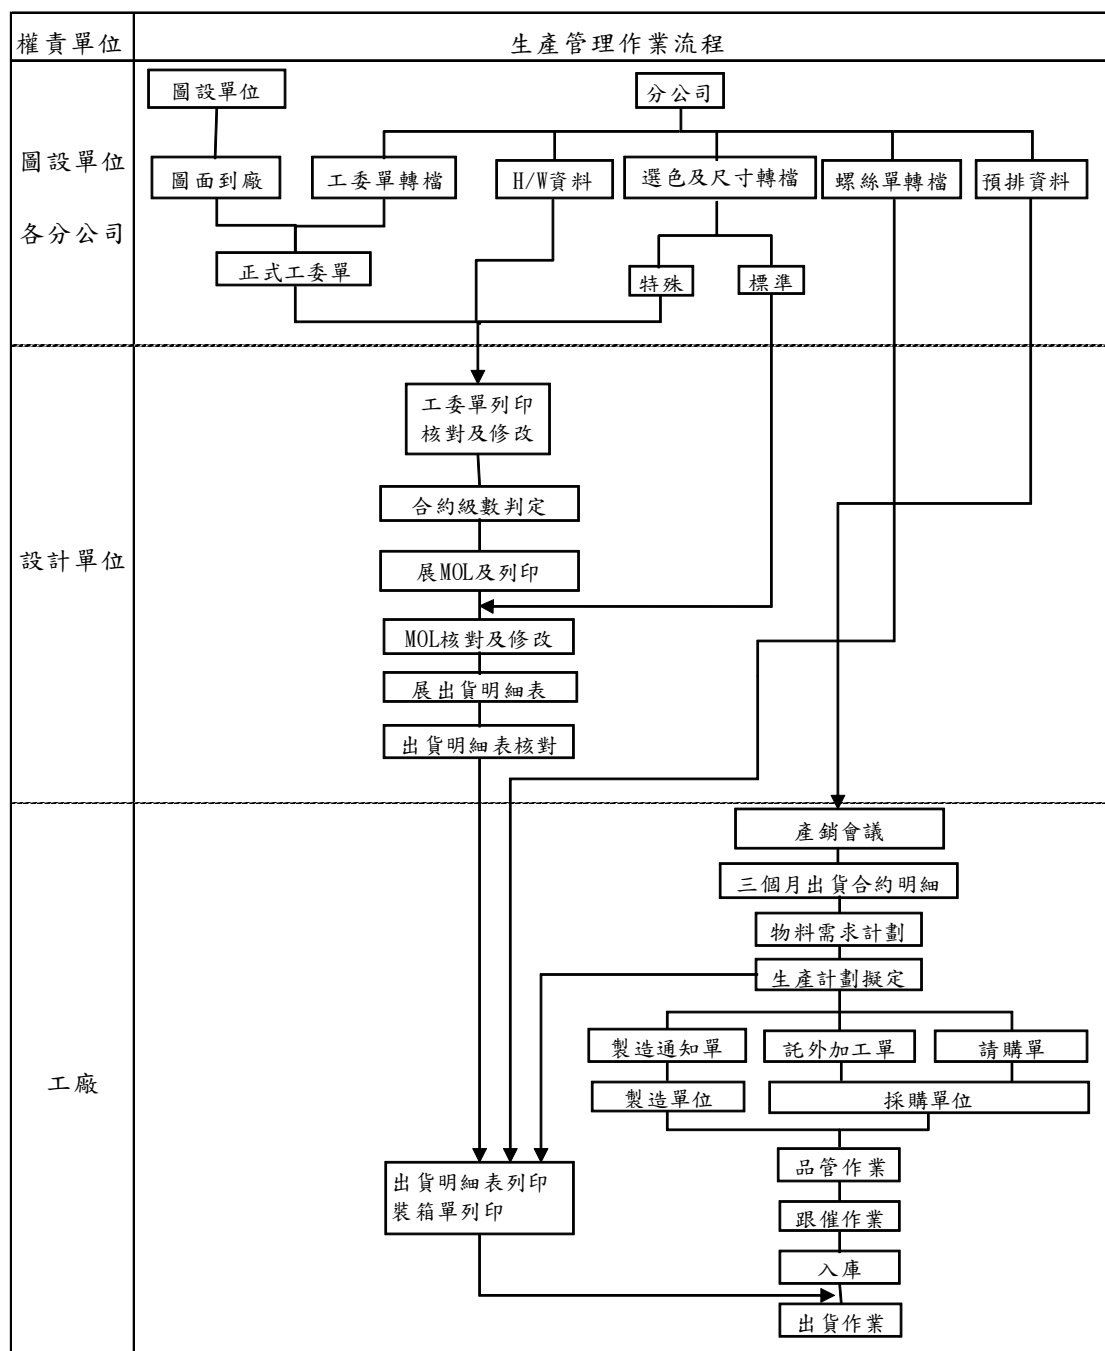 權責單位
生產管理作業流程
圖設單位
各分公司
圖設單位
分公司
圖面到廠
工委單轉檔
H/W資料
選色及尺寸轉檔
螺絲單轉檔
預排資料
正式工委單
特殊
標準
設計單位
工委單列印
核對及修改
合約級數判定
展MOL及列印
MOL核對及修改
展出貨明細表
出貨明細表核對
工廠
產銷會議
三個月出貨合約明細
物料需求計劃
生產計劃擬定
製造通知單
託外加工單
請購單
製造單位
採購單位
品管作業
出貨明細表列印
裝箱單列印
跟催作業
入庫
出貨作業